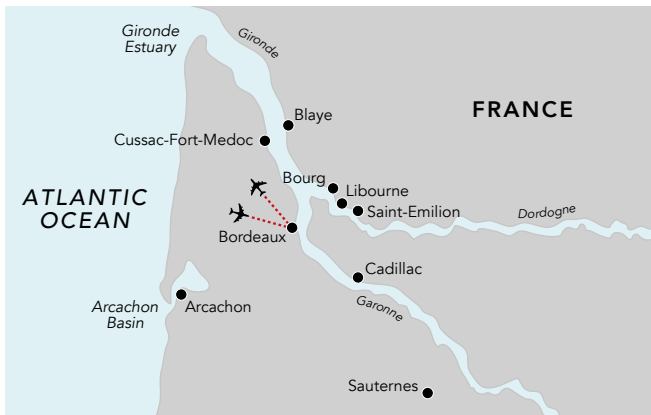 Gironde
Estuary
Gironde
FRANCE
Blaye
Cussac-Fort-Medoc
Bourg
Libourne
Saint-Emilion
ATLANTIC
OCEAN
Dordogne
Bordeaux
Cadillac
Arcachon
Basin
Arcachon
Garonne
Sauternes